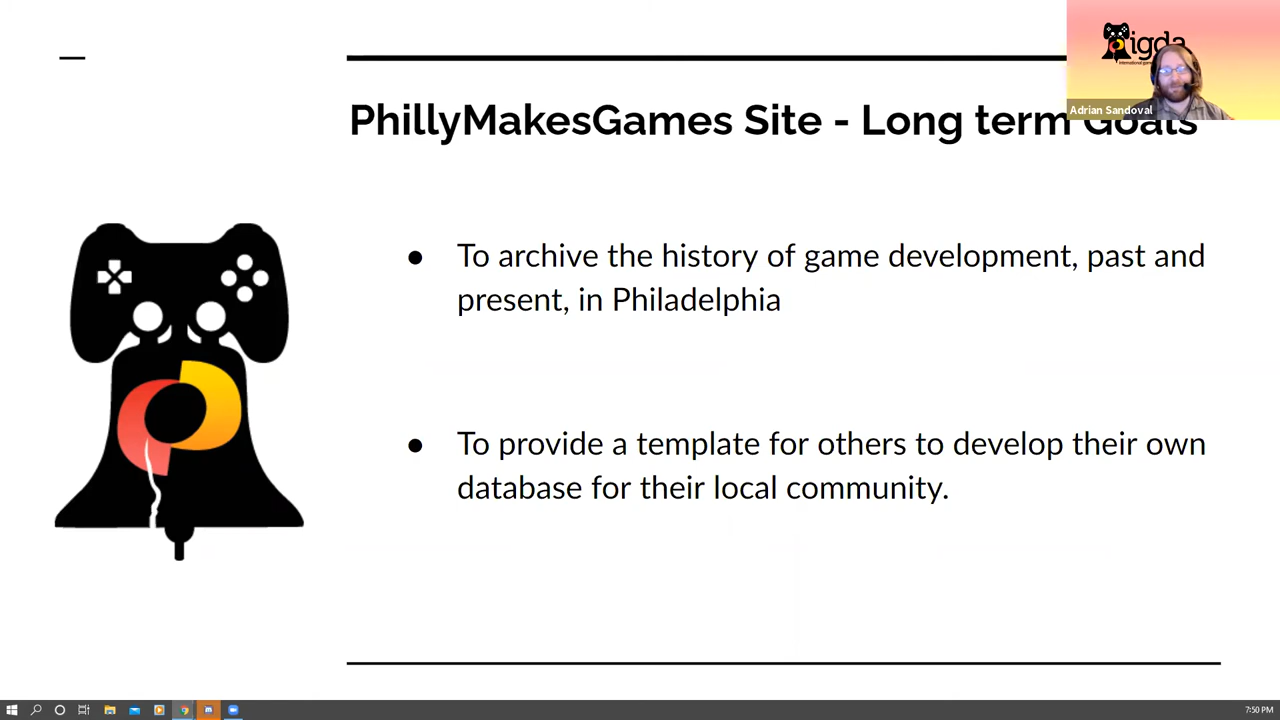 igda
Adrian Sandoval
PhillyMakesGames Site - Long term Goals
● To archive the history of game development, past and
present, in Philadelphia
● To provide a template for others to develop their own
database for their local community.
7:50 PM